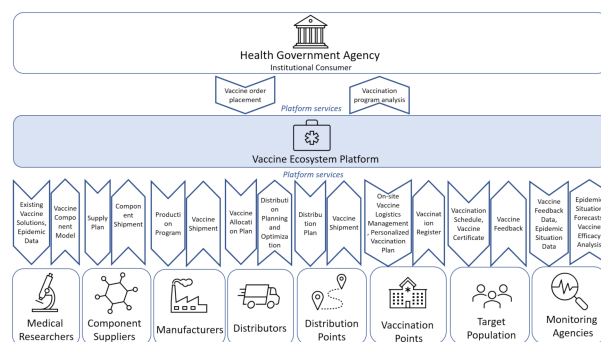 Health Government Agency
Institutional Consumer
Vaccine order
placement
Vaccination
program analysis
Platform services
Vaccine Ecosystem Platform
Platform services
Existing
Vaccine
Solutions,
Epidemic
Data
Vaccine
Compo
nent
Model
Supply
Plan
Compon
ent
Shipment
Producti
on
Program
Vaccine
Shipment
Vaccine
Allocati
on Plan
Distributi
on
Planning
and
Optimiza
tion
Distribu
tion
Plan
Vaccine
Shipment
On-site
Vaccine
Logistics
Management
, Personalized
Vaccination
Plan
Vaccinat
ion
Register
Vaccination
Schedule,
Vaccine
Certificate
Vaccine
Feedback
Vaccine
Feedback
Data,
Epidemic
Situation
Data
Epidemic
Situation
Forecasts,
Vaccine
Efficacy
Analysis
Medical
Researchers
Component
Suppliers
Manufacturers
Distributors
Distribution
Points
Vaccination
Points
Target
Population
Monitoring
Agencies